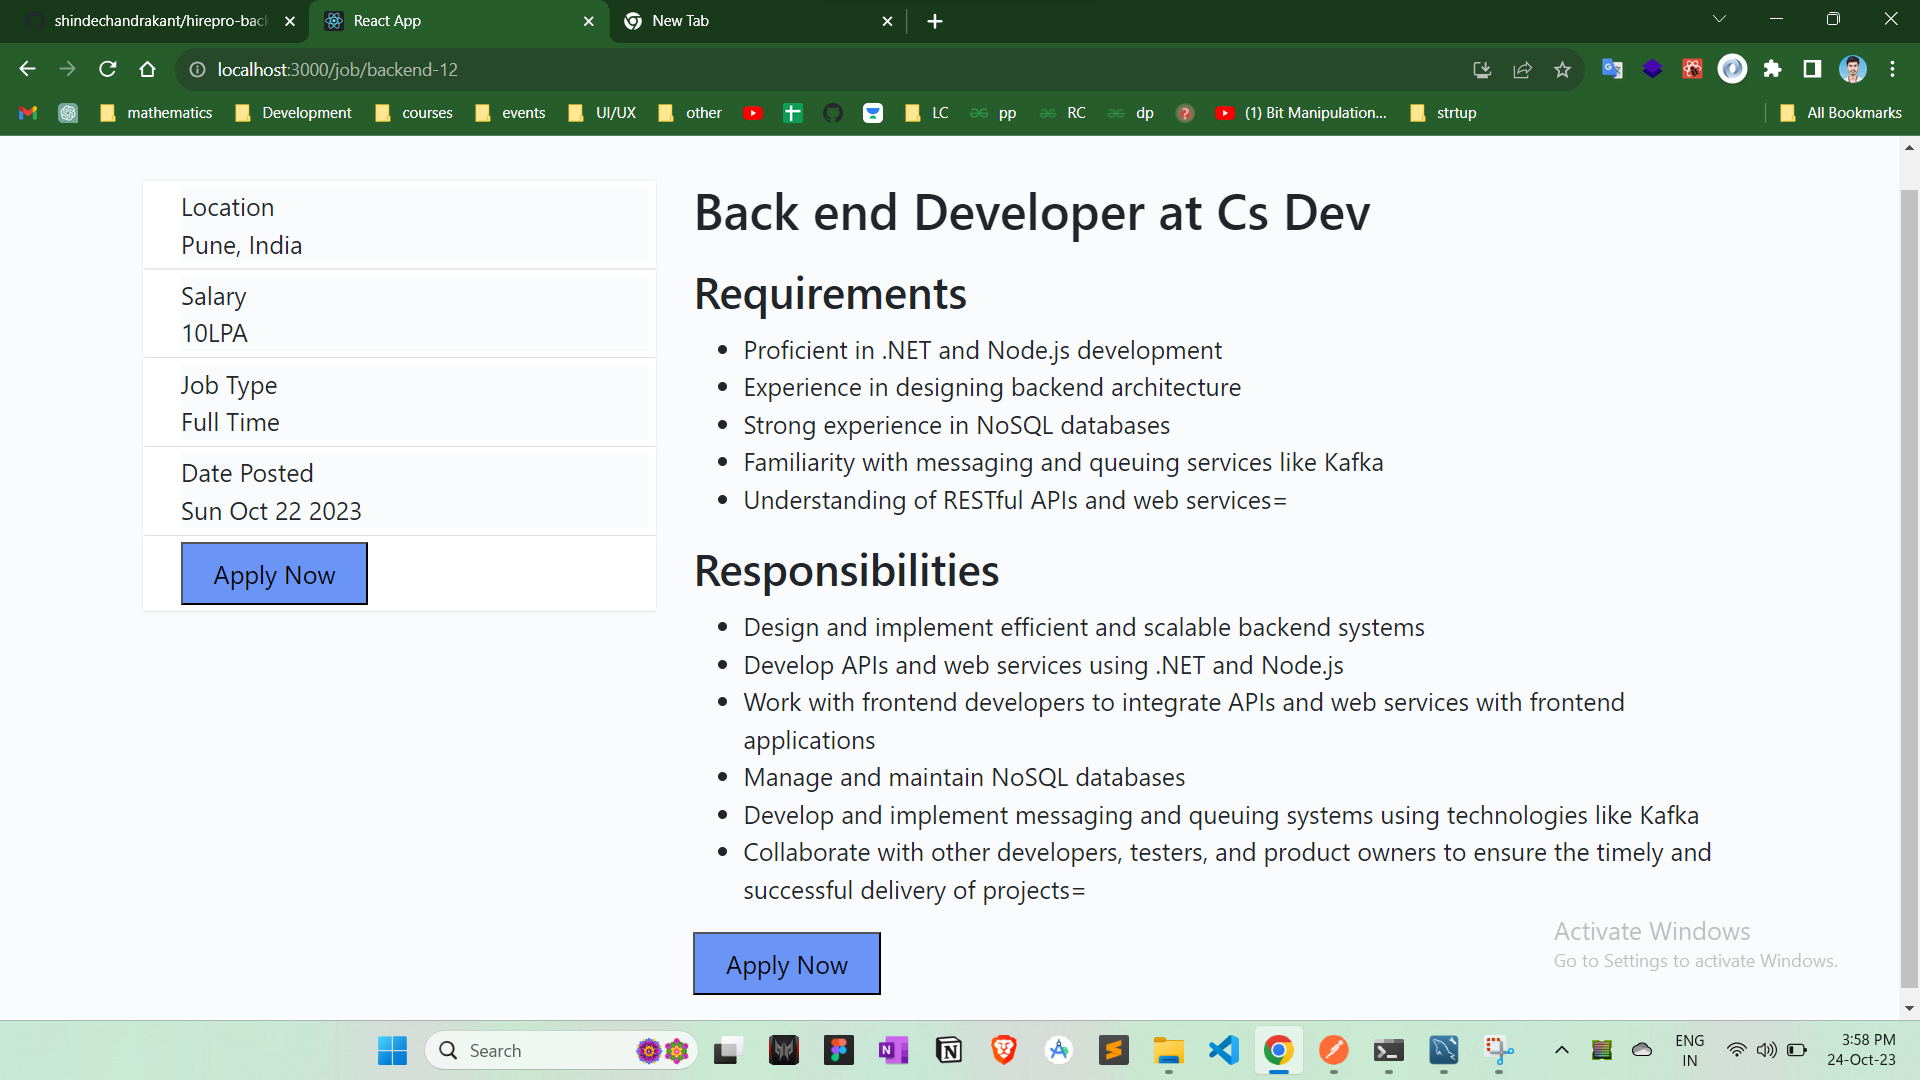 shindechandrakant/hirepro-back
React App
New Tab
localhost:3000/job/backend-12
mathematics
Development
courses
events
UI/UX
other
LC
pp
RC
dp
(1) Bit Manipulation...
strtup
All Bookmarks
Location
Pune, India
Salary
10LPA
Job Type
Full Time
Date Posted
Sun Oct 22 2023
Apply Now
Back end Developer at Cs Dev
Requirements
Proficient in .NET and Node.js development
Experience in designing backend architecture
Strong experience in NoSQL databases
Familiarity with messaging and queuing services like Kafka
Understanding of RESTful APIs and web services=
Responsibilities
Design and implement efficient and scalable backend systems
Develop APIs and web services using .NET and Node.js
Work with frontend developers to integrate APIs and web services with frontend
applications
Manage and maintain NoSQL databases
Develop and implement messaging and queuing systems using technologies like Kafka
Collaborate with other developers, testers, and product owners to ensure the timely and
successful delivery of projects=
Apply Now
Activate Windows
Go to Settings to activate Windows.
Search
ENG
IN
3:58 PM
24-Oct-23